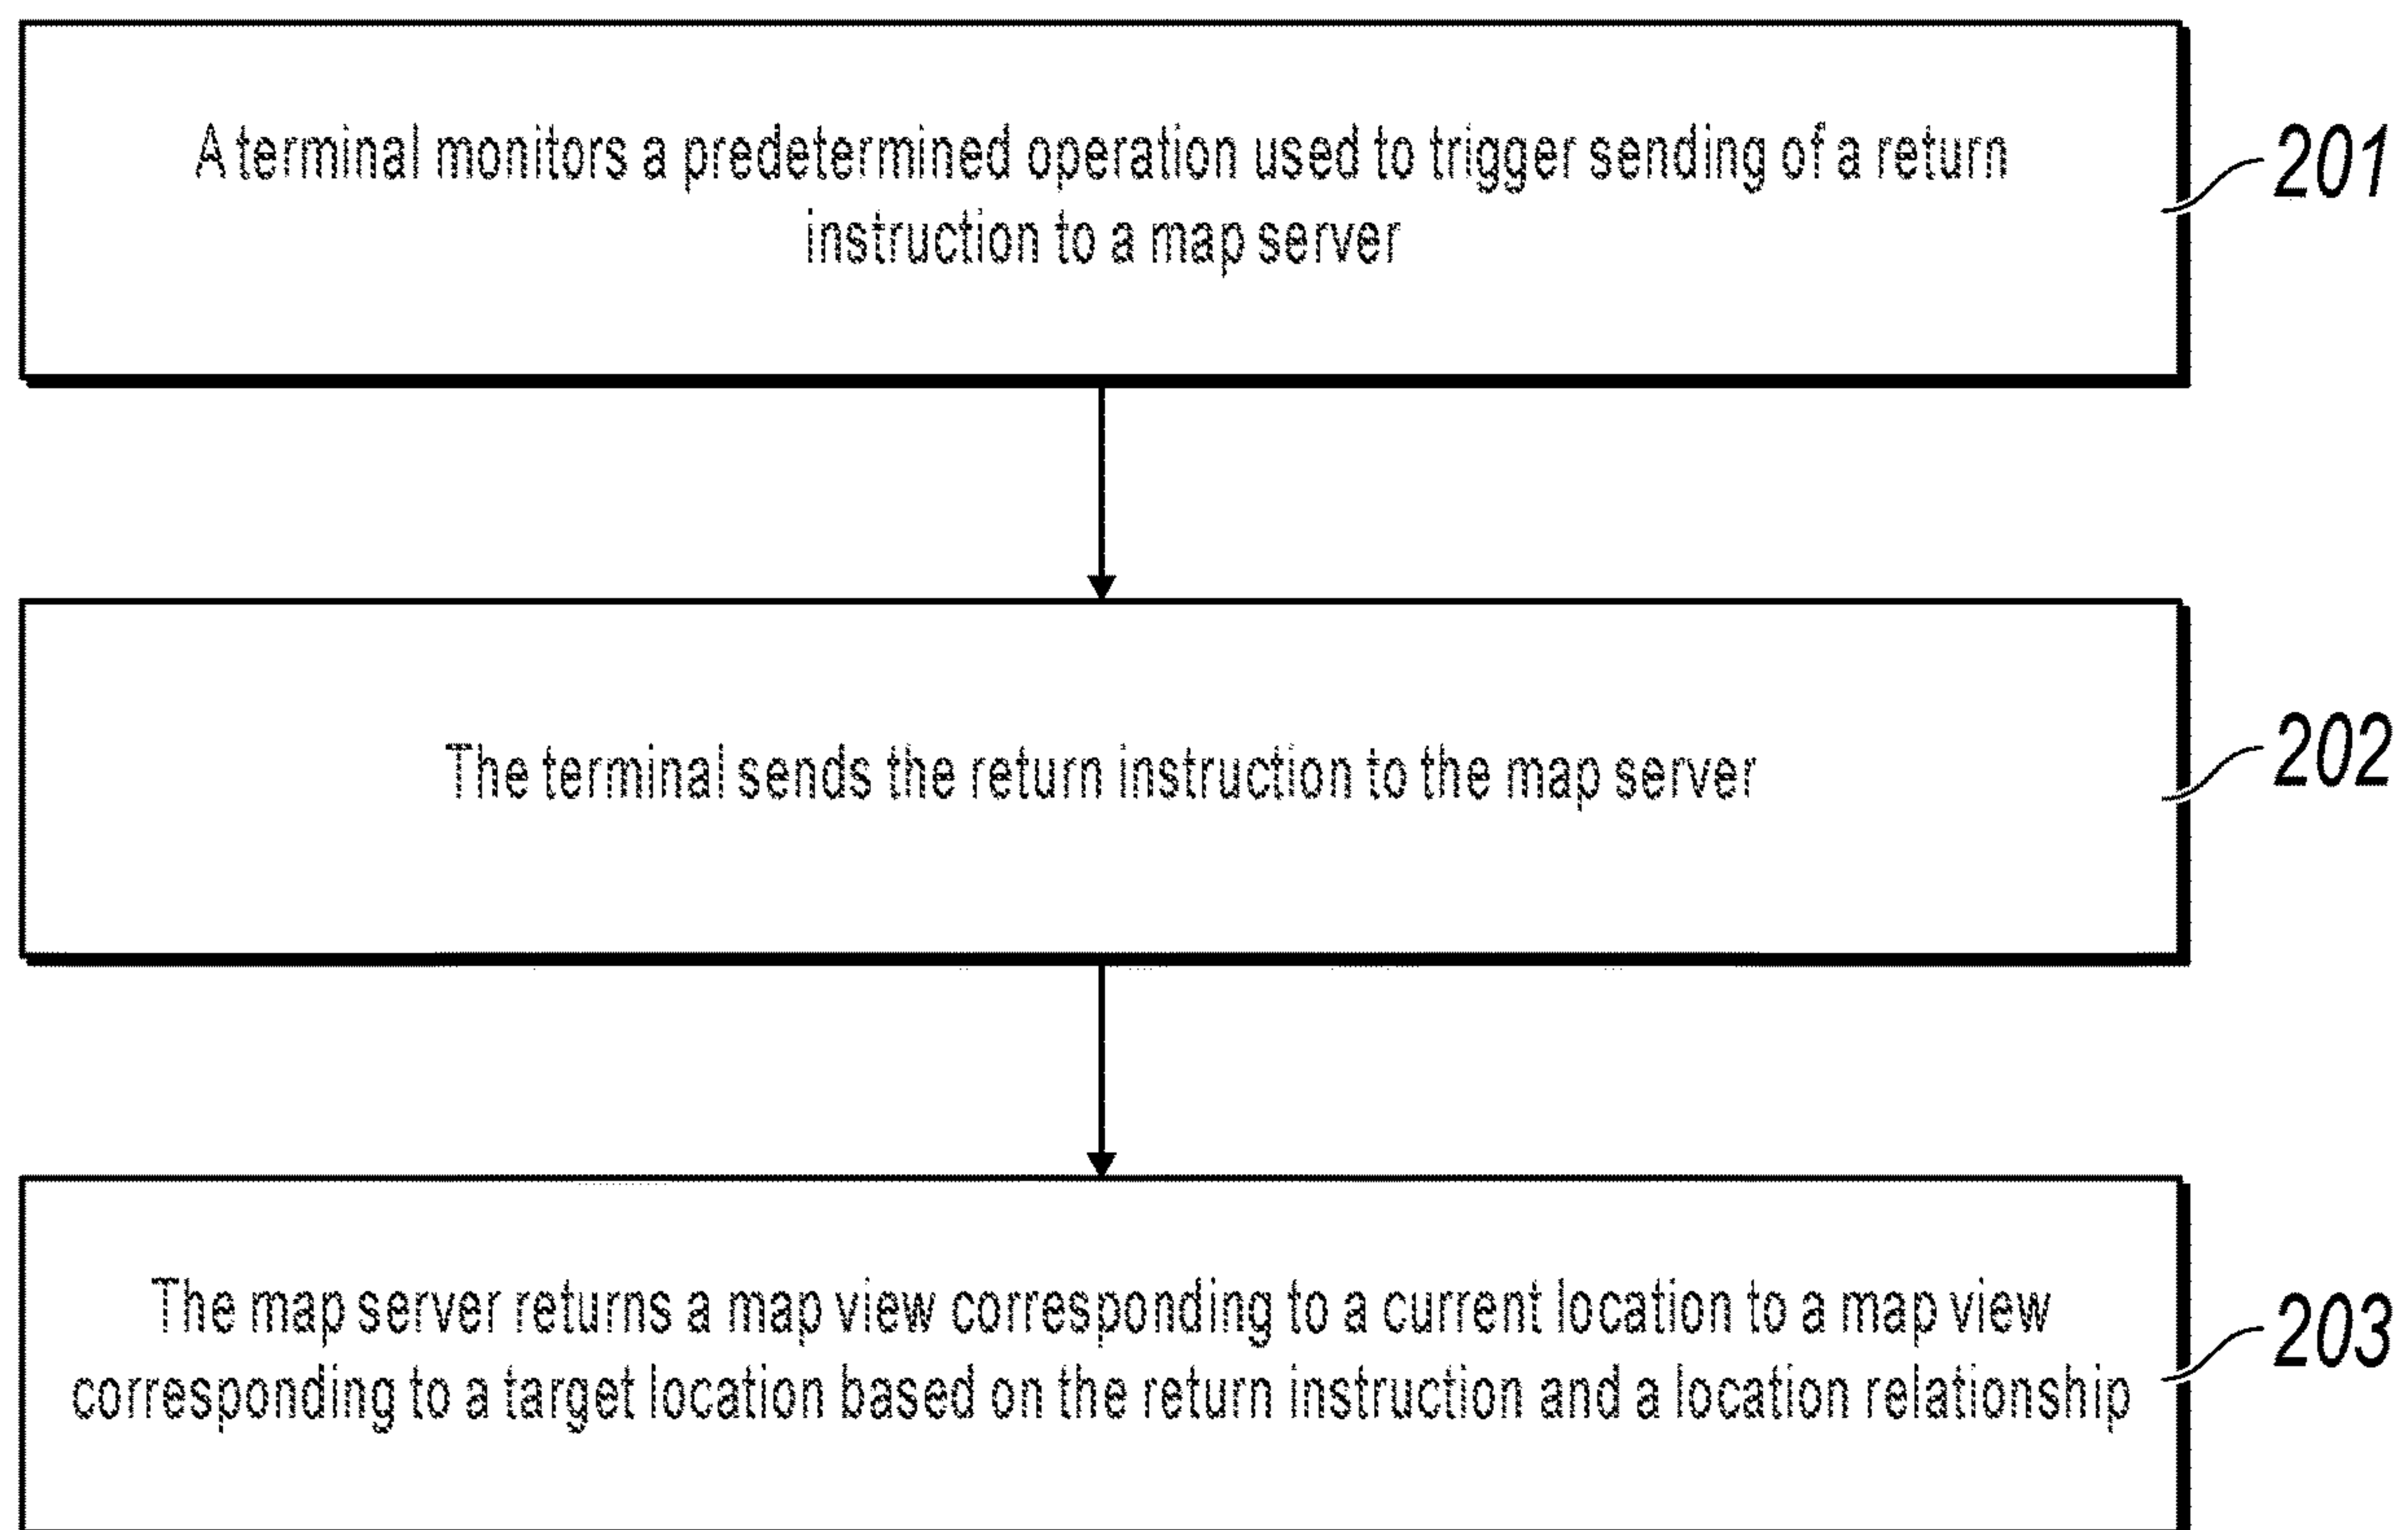 A terminal monitors a predetermined operation used to trigger sending of a return
instruction to a map server
201
The terminal sends the return instruction to the map server
202
The map server returns a map view corresponding to a current location to a map view
corresponding to a target location based on the return instruction and a location relationship
203